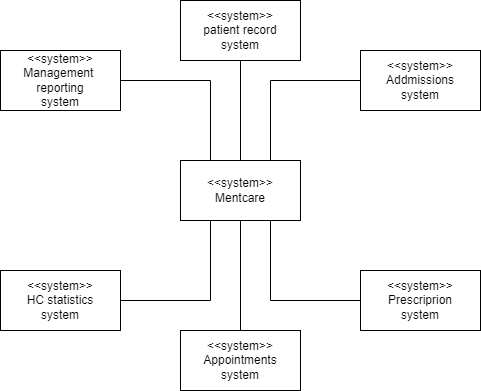 <<system>>
patient record
system
<<system>>
Management
reporting
system
<<system>>
Addmissions
system
<<system>>
Mentcare
<<system>>
HC statistics
system
<<system>>
Prescriprion
system
<<system>>
Appointments
system